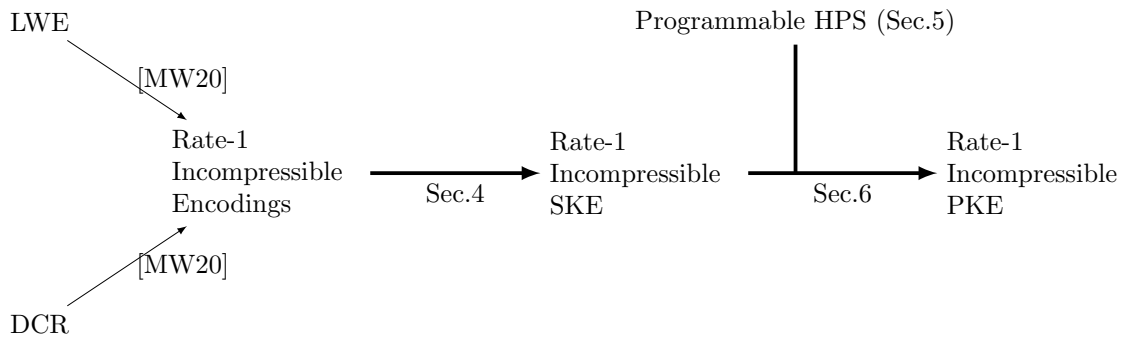 LWE
Programmable HPS (Sec.5)
[MW20]
Rate-1
Incompressible
Encodings
Sec.4
Rate-1
Incompressible
SKE
Sec.6
Rate-1
Incompressible
PKE
[MW20]
DCR